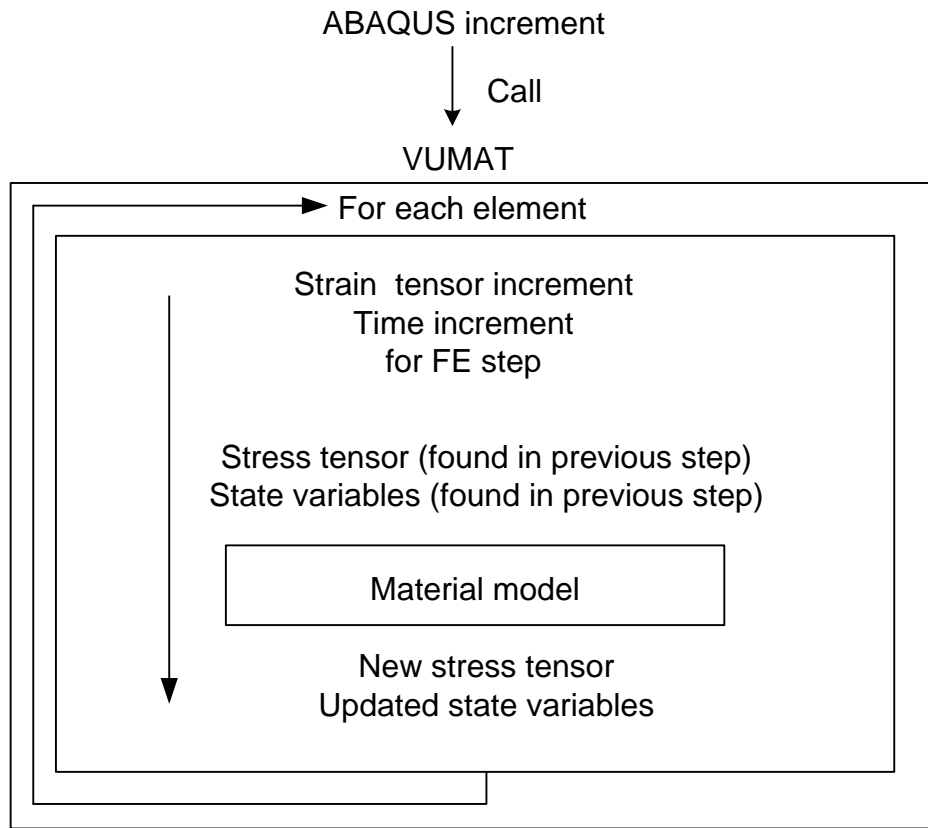 ABAQUS increment
Call
VUMAT
For each element
Strain tensor increment
Time increment
for FE step
Stress tensor (found in previous step)
State variables (found in previous step)
Material model
New stress tensor
Updated state variables